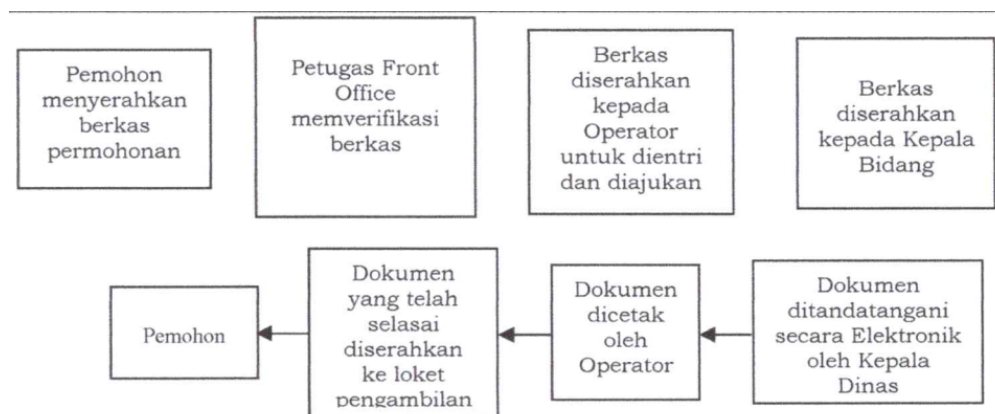 Pemohon
menyerahkan
berkas
permohonan
Petugas Front
Office
memverifikasi
berkas
Berkas
diserahkan
kepada
Operator
untuk dientri
dan diajukan
Berkas
diserahkan
kepada Kepala
Bidang
Pemohon
Dokumen
yang telah
selasai
diserahkan
ke loket
pengambilan
Dokumen
dicetak
oleh
Operator
Dokumen
ditandatangani
secara Elektronik
oleh Kepala
Dinas